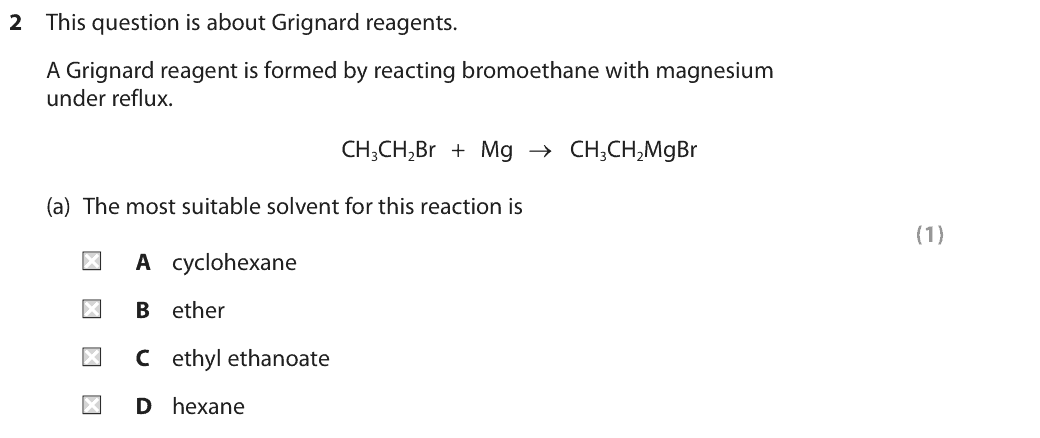 2 This question is about Grignard reagents.
A Grignard reagent is formed by reacting bromoethane with magnesium
under reflux.
CH₃CH₂Br + Mg → CH₃CH₂MgBr
(a) The most suitable solvent for this reaction is
(1)
A cyclohexane
B ether
C ethyl ethanoate
D hexane